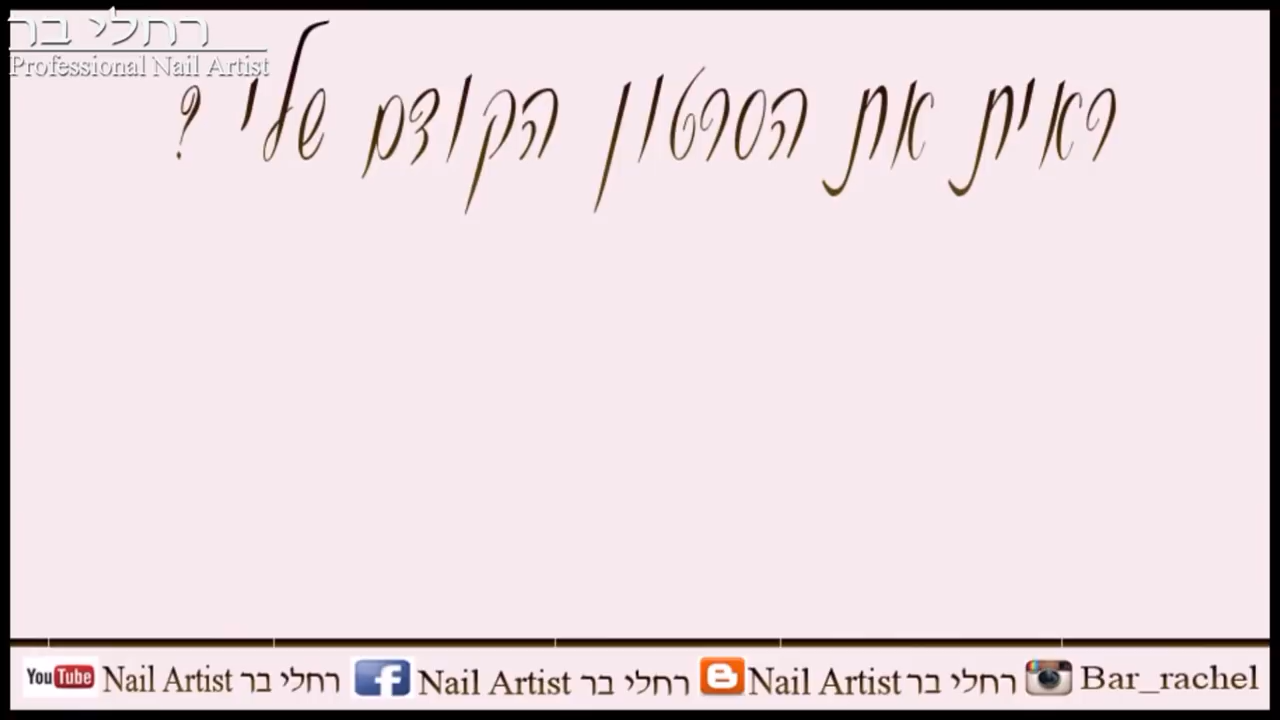 רחלי בר
Professional Nail Artist
ראית את הסרטון הקודם שלי ?
YouTube Nail Artist רחלי בר f Nail Artist רחלי בר B Nail Artist רחלי בר Bar_rachel